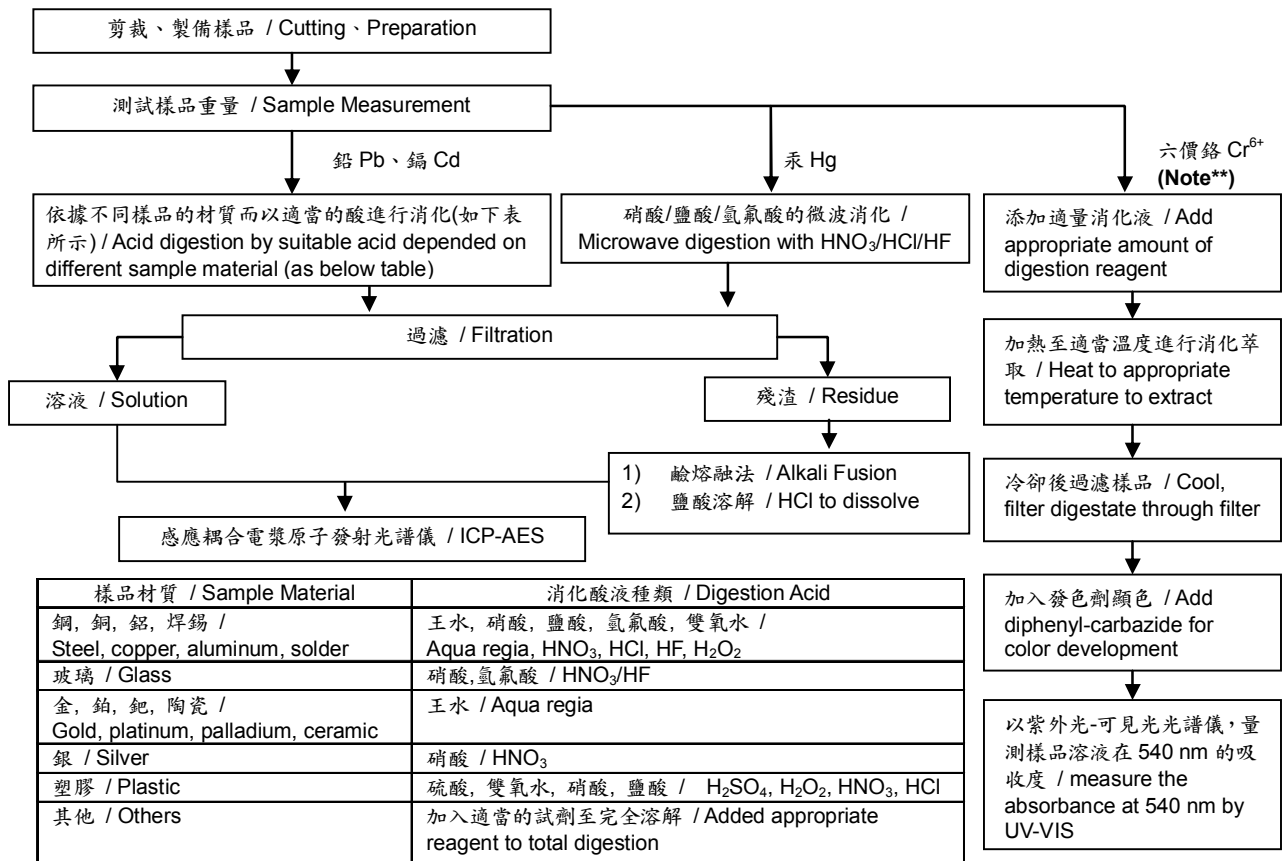 剪裁、製備樣品 / Cutting、Preparation
測試樣品重量 / Sample Measurement
鉛 Pb、鎘 Cd
汞 Hg
六價鉻 Cr6+
(Note**)
依據不同樣品的材質而以適當的酸進行消化(如下表
所示) / Acid digestion by suitable acid depended on
different sample material (as below table)
硝酸/鹽酸/氫氟酸的微波消化 /
Microwave digestion with HNO3/HCl/HF
添加適量消化液 / Add
appropriate amount of
digestion reagent
過濾 / Filtration
加熱至適當溫度進行消化萃
取 / Heat to appropriate
temperature to extract
溶液 / Solution
殘渣 / Residue
1) 鹼熔融法 / Alkali Fusion
2) 鹽酸溶解 / HCl to dissolve
冷卻後過濾樣品 / Cool,
filter digestate through filter
感應耦合電漿原子發射光譜儀 / ICP-AES
加入發色劑顯色 / Add
diphenyl-carbazide for
color development
以紫外光-可見光光譜儀，量
測樣品溶液在 540 nm 的吸
收度 / measure the
absorbance at 540 nm by
UV-VIS
樣品材質 / Sample Material
消化酸液種類 / Digestion Acid
鋼, 銅, 鋁, 焊錫 /
Steel, copper, aluminum, solder
王水, 硝酸, 鹽酸, 氫氟酸, 雙氧水 /
Aqua regia, HNO3, HCl, HF, H2O2
玻璃 / Glass
硝酸,氫氟酸 / HNO3/HF
金, 鉑, 鈀, 陶瓷 /
Gold, platinum, palladium, ceramic
王水 / Aqua regia
銀 / Silver
硝酸 / HNO3
塑膠 / Plastic
硫酸, 雙氧水, 硝酸, 鹽酸 / H2SO4, H2O2, HNO3, HCl
其他 / Others
加入適當的試劑至完全溶解 / Added appropriate
reagent to total digestion